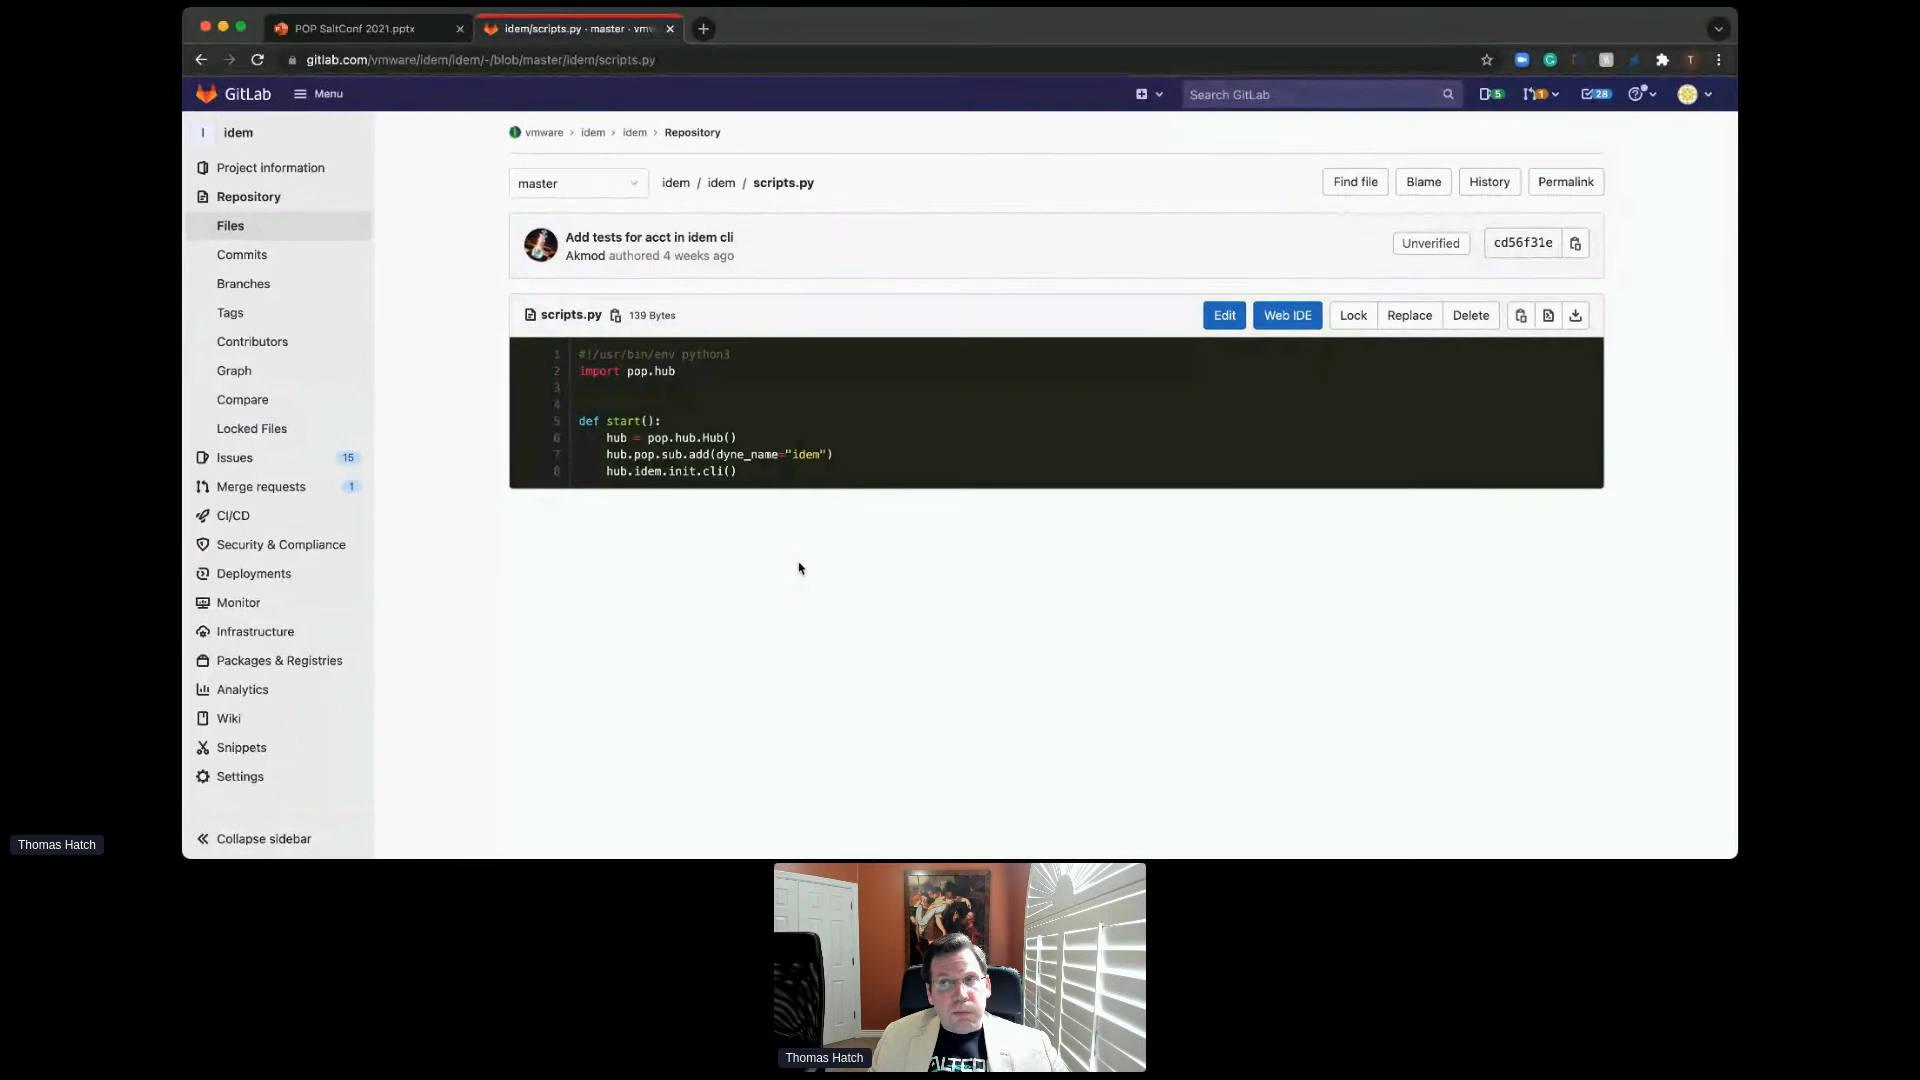 POP SaltConf 2021.pptx
idem/scripts.py · master · vmw
gitlab.com/vmware/idem/idem/-/blob/master/idem/scripts.py
T
GitLab
Menu
Search GitLab
5
1
28
I
idem
Project information
Repository
Files
Commits
Branches
Tags
Contributors
Graph
Compare
Locked Files
Issues 15
Merge requests 1
CI/CD
Security & Compliance
Deployments
Monitor
Infrastructure
Packages & Registries
Analytics
Wiki
Snippets
Settings
Collapse sidebar
vmware > idem > idem > Repository
master
idem / idem / scripts.py
Find file
Blame
History
Permalink
Add tests for acct in idem cli
Akmod authored 4 weeks ago
Unverified
cd56f31e
scripts.py 139 Bytes
Edit
Web IDE
Lock
Replace
Delete
1 #!/usr/bin/env python3
2 import pop.hub
3
4
5 def start():
6 hub = pop.hub.Hub()
7 hub.pop.sub.add(dyne_name="idem")
8 hub.idem.init.cli()
Thomas Hatch
Thomas Hatch